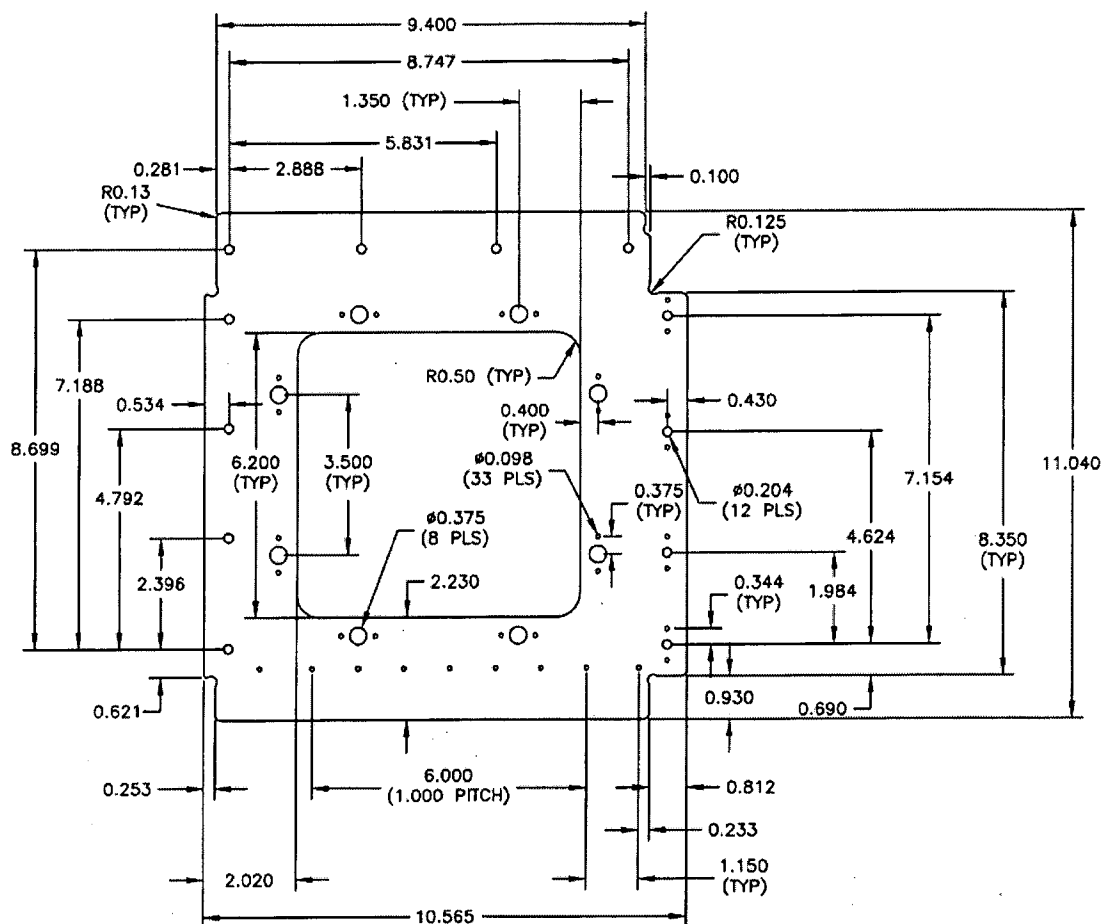 9.400
8.747
1.350 (TYP)
5.831
0.281
2.888
0.100
R0.13
(TYP)
R0.125
(TYP)
7.188
R0.50 (TYP)
0.534
0.400
(TYP)
0.430
8.699
6.200
(TYP)
3.500
(TYP)
ø0.098
(33 PLS)
7.154
11.040
4.792
0.375
(TYP)
ø0.204
(12 PLS)
ø0.375
(8 PLS)
4.624
8.350
(TYP)
2.396
2.230
0.344
(TYP)
1.984
0.621
0.930
0.690
0.253
6.000
(1.000 PITCH)
0.812
0.233
2.020
1.150
(TYP)
10.565